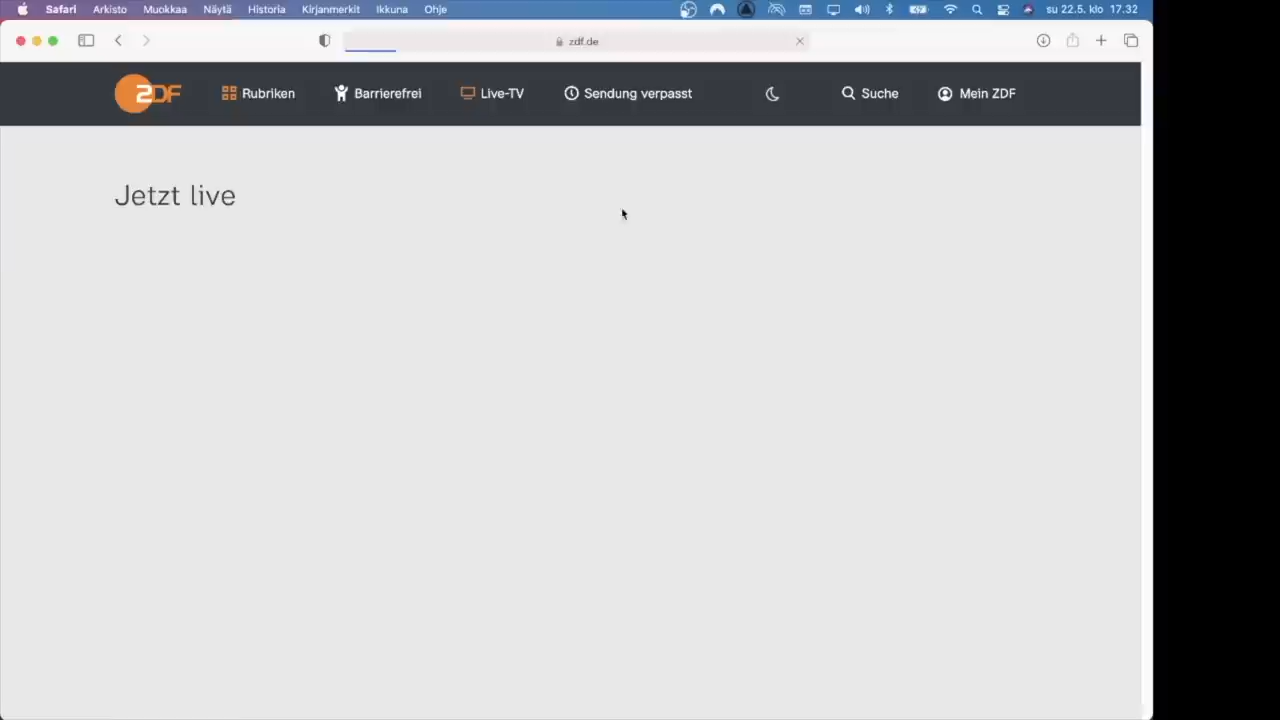 Safari Arkisto Muokkaa Näytä Historia Kirjanmerkit Ikkuna Ohje su 22.5. klo 17.32
zdf.de
ZDF Rubriken Barrierefrei Live-TV Sendung verpasst Suche Mein ZDF
Jetzt live